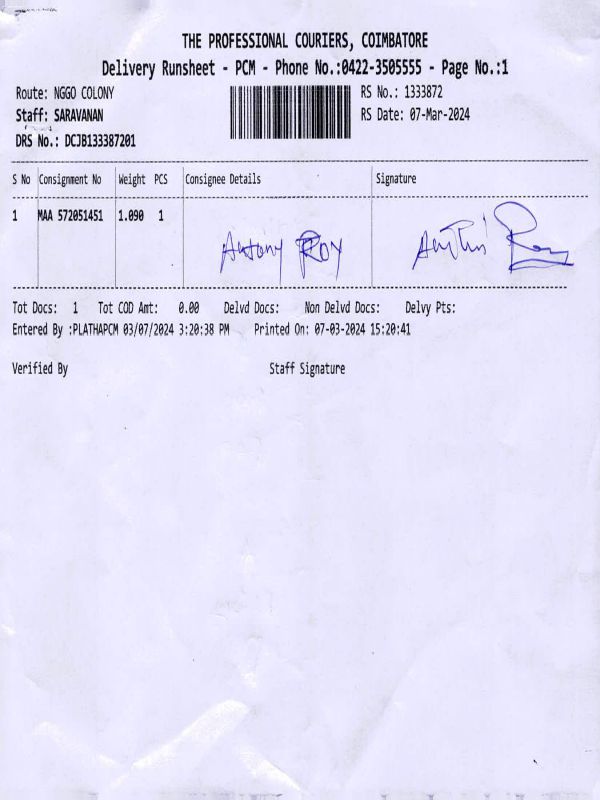 THE PROFESSIONAL COURIERS, COIMBATORE
Delivery Runsheet - PCM - Phone No.:0422-3505555 - Page No.:1
Route: NGGO COLONY
RS No.: 1333872
Staff: SARAVANAN
RS Date: 07-Mar-2024
DRS No.: DCJB133387201
S No Consignment No Weight PCS Consignee Details Signature
1 MAA 572051451 1.090 1
Antony ROY
Tot Docs: 1 Tot COD Amt: 0.00 Delvd Docs: Non Delvd Docs: Delvy Pts:
Entered By :PLATHAPCM 03/07/2024 3:20:38 PM Printed On: 07-03-2024 15:20:41
Verified By Staff Signature